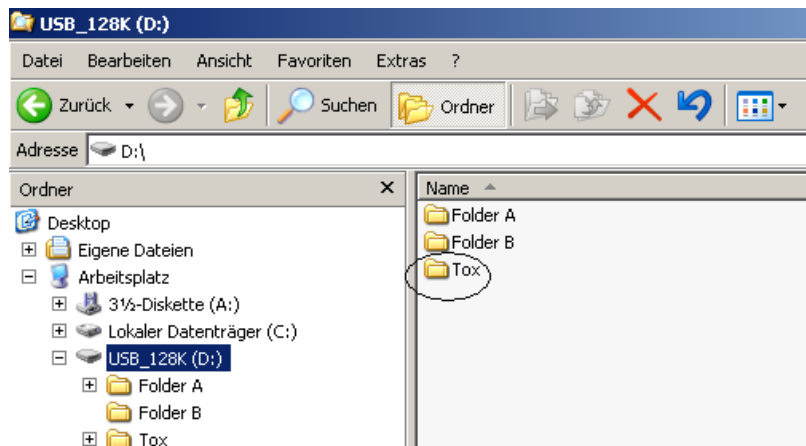 USB_128K (D:)
Datei Bearbeiten Ansicht Favoriten Extras ?
Zurück Suchen Ordner
Adresse D:\
Ordner
Desktop
Eigene Dateien
Arbeitsplatz
3½-Diskette (A:)
Lokaler Datenträger (C:)
USB_128K (D:)
Folder A
Folder B
Tox
Name
Folder A
Folder B
Tox